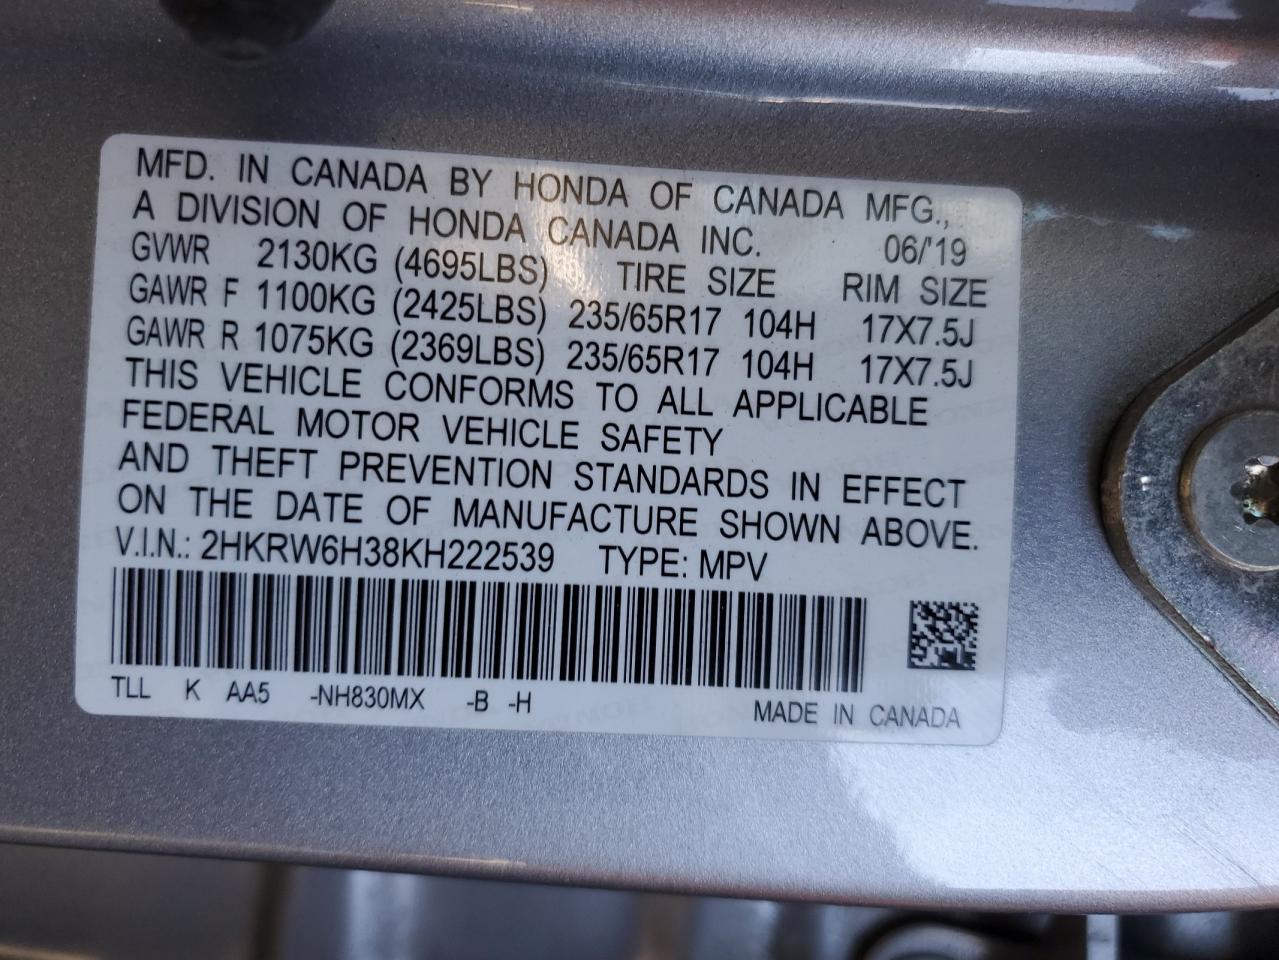 MFD. IN CANADA BY HONDA OF CANADA MFG.,
A DIVISION OF HONDA CANADA INC. 06/'19
GVWR 2130KG (4695LBS) TIRE SIZE RIM SIZE
GAWR F 1100KG (2425LBS) 235/65R17 104H 17X7.5J
GAWR R 1075KG (2369LBS) 235/65R17 104H 17X7.5J
THIS VEHICLE CONFORMS TO ALL APPLICABLE
FEDERAL MOTOR VEHICLE SAFETY
AND THEFT PREVENTION STANDARDS IN EFFECT
ON THE DATE OF MANUFACTURE SHOWN ABOVE.
V.I.N.: 2HKRW6H38KH222539 TYPE: MPV
TLL K AA5 -NH830MX -B -H
MADE IN CANADA